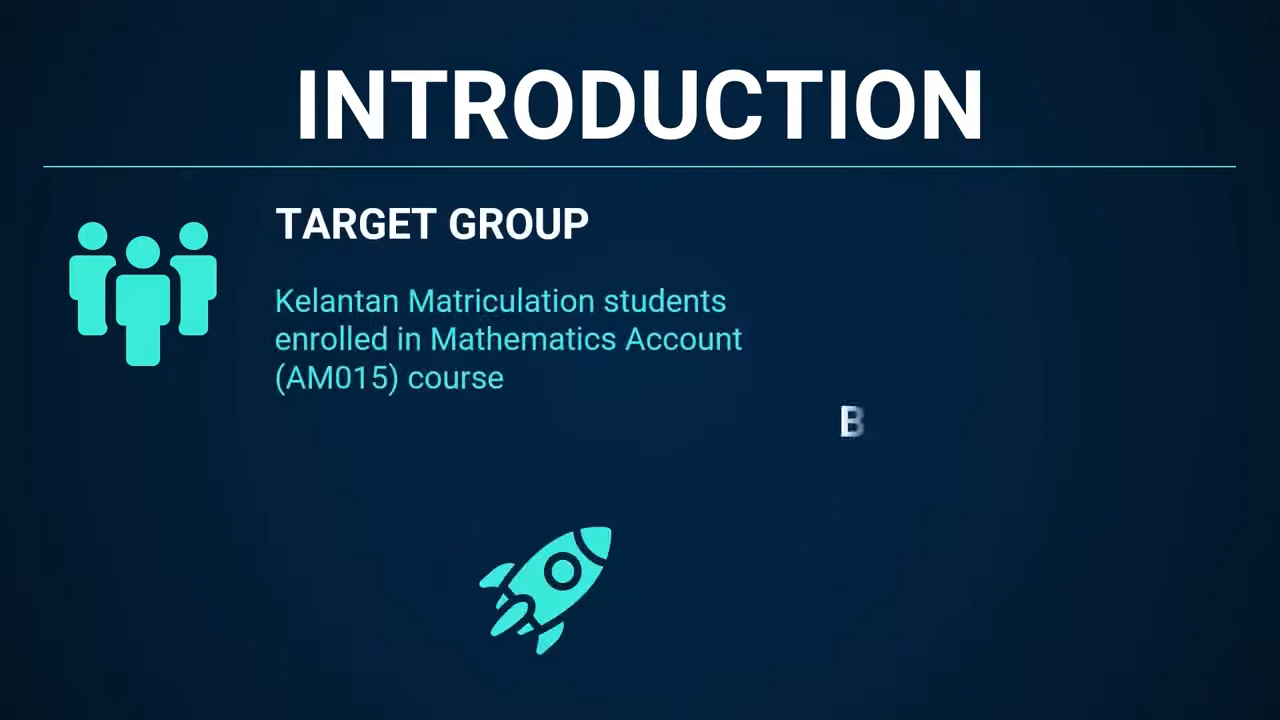 INTRODUCTION
TARGET GROUP
Kelantan Matriculation students
enrolled in Mathematics Account
(AM015) course
B